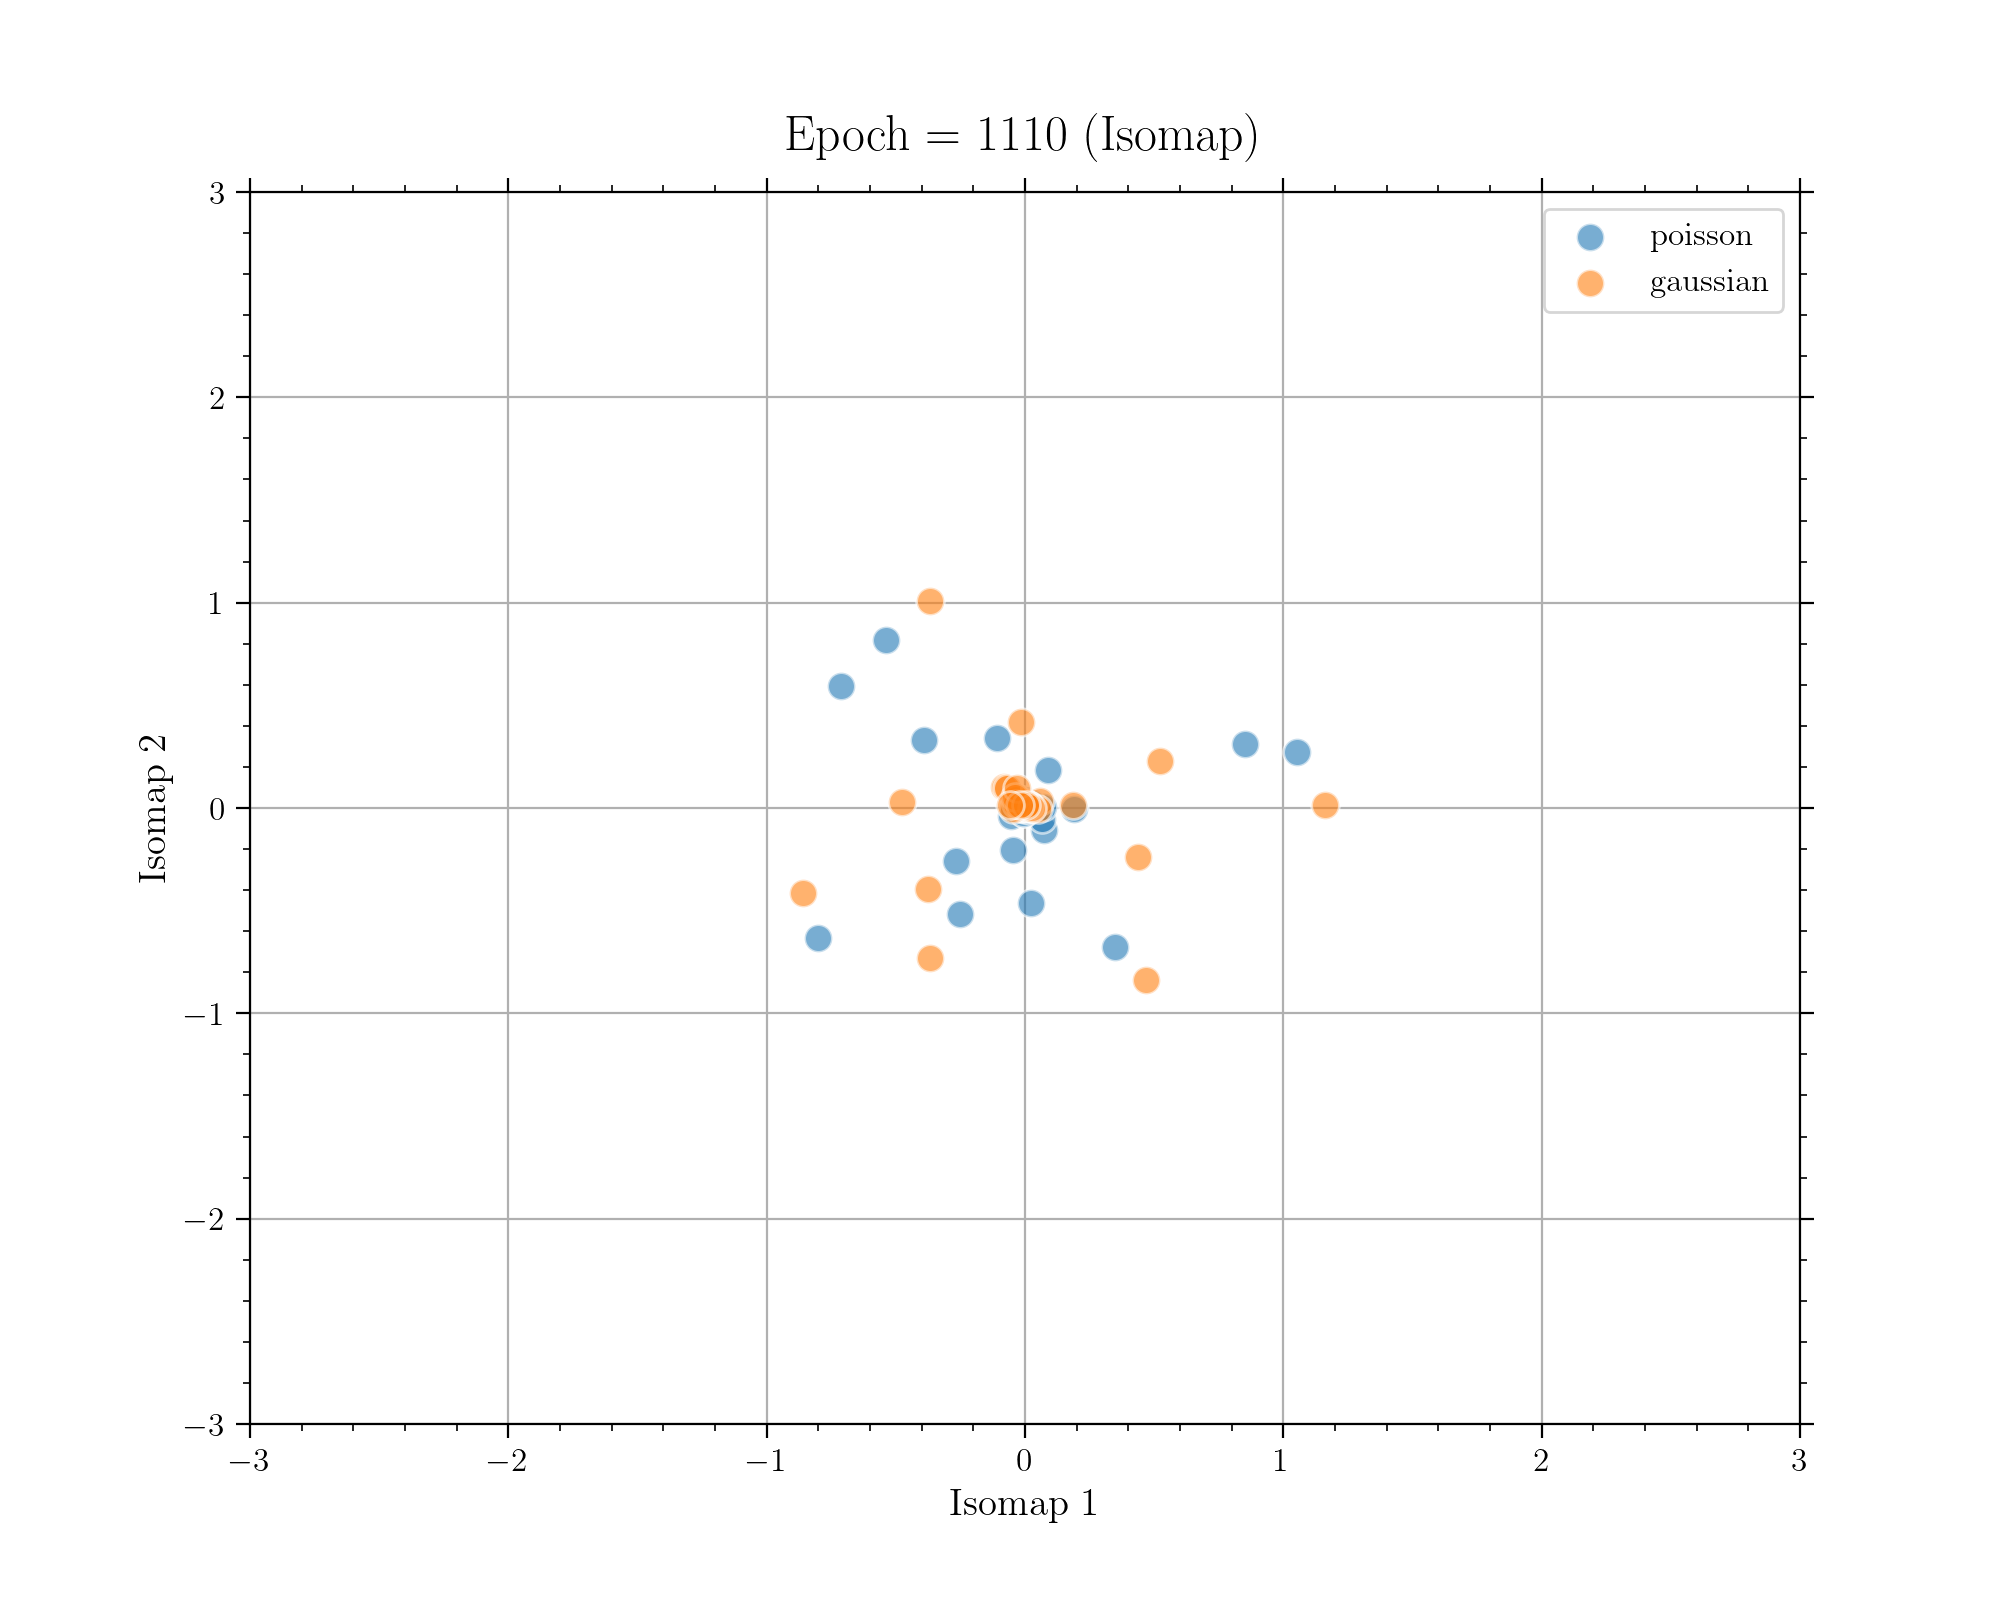 Epoch = 1110 (Isomap)
poisson
gaussian
3
2
1
0
−1
−2
−3
Isomap 2
−3
−2
−1
0
1
2
3
Isomap 1